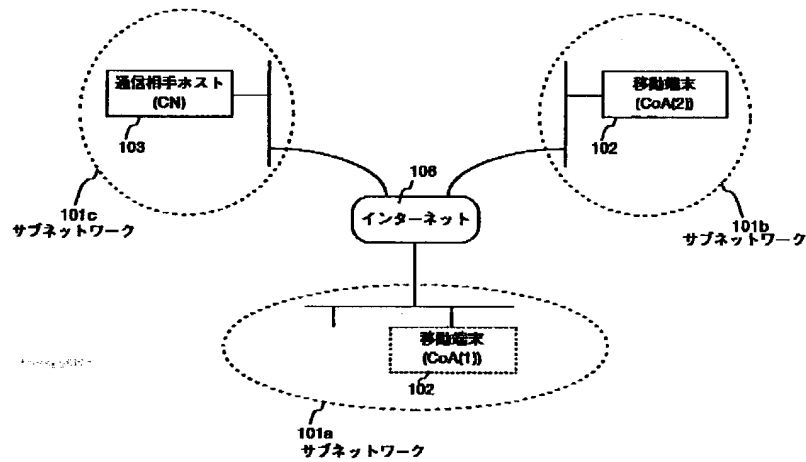 通信相手ホスト
(CN)
103
101c
サブネットワーク
移動端末
(CoA(2))
102
101b
サブネットワーク
106
インターネット
移動端末
(CoA(1))
102
101a
サブネットワーク